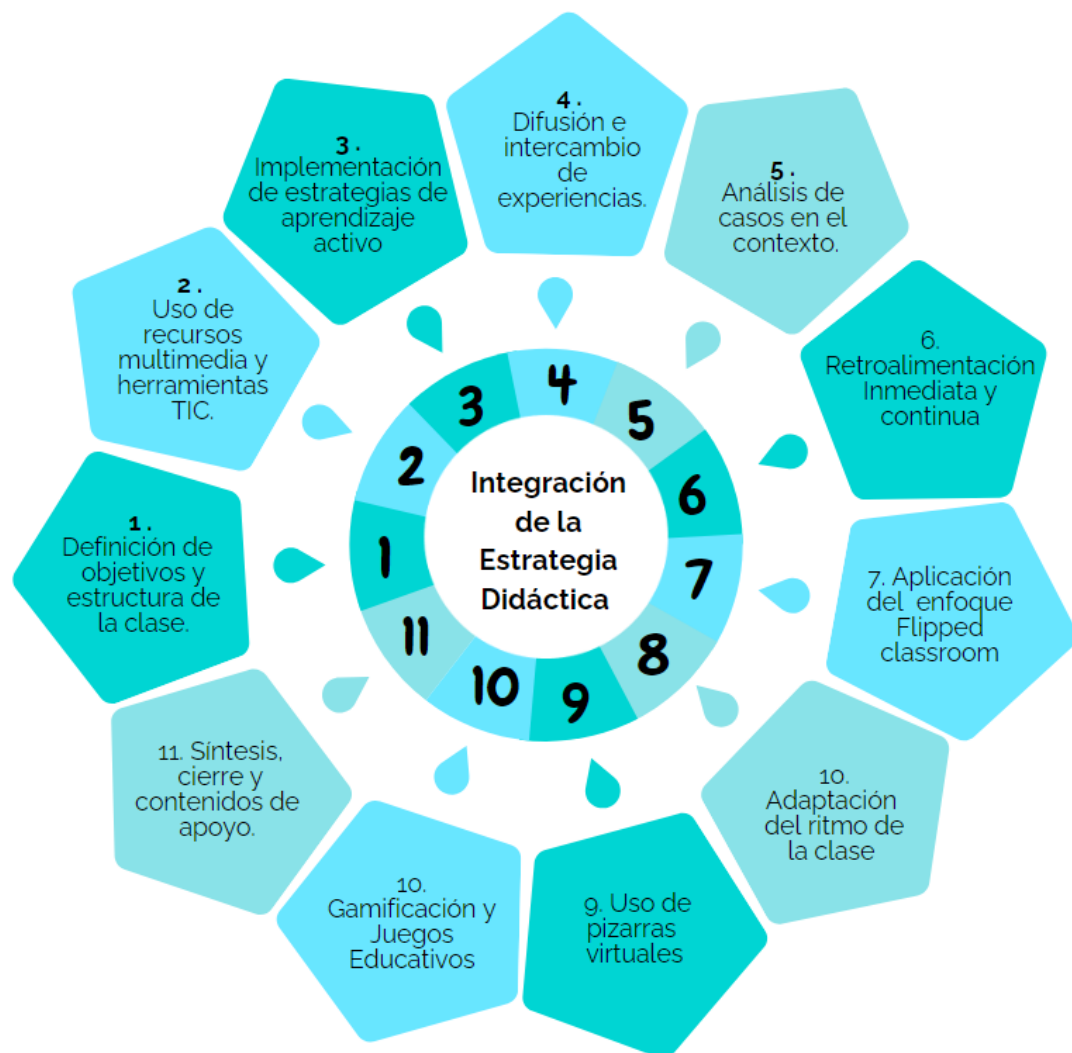 1.
Definición de
objetivos y
estructura de
la clase.
2.
Uso de
recursos
multimedia y
herramientas
TIC.
3.
Implementación
de estrategias de
aprendizaje
activo
4.
Difusión e
intercambio
de
experiencias.
5.
Análisis de
casos en el
contexto.
6.
Retroalimentación
Inmediata y
continua
7. Aplicación
del enfoque
Flipped
classroom
10.
Adaptación
del ritmo de
la clase
9. Uso de
pizarras
virtuales
10.
Gamificación y
Juegos
Educativos
11. Síntesis,
cierre y
contenidos de
apoyo.
1
2
3
4
5
6
7
8
9
10
11
Integración
de la
Estrategia
Didáctica